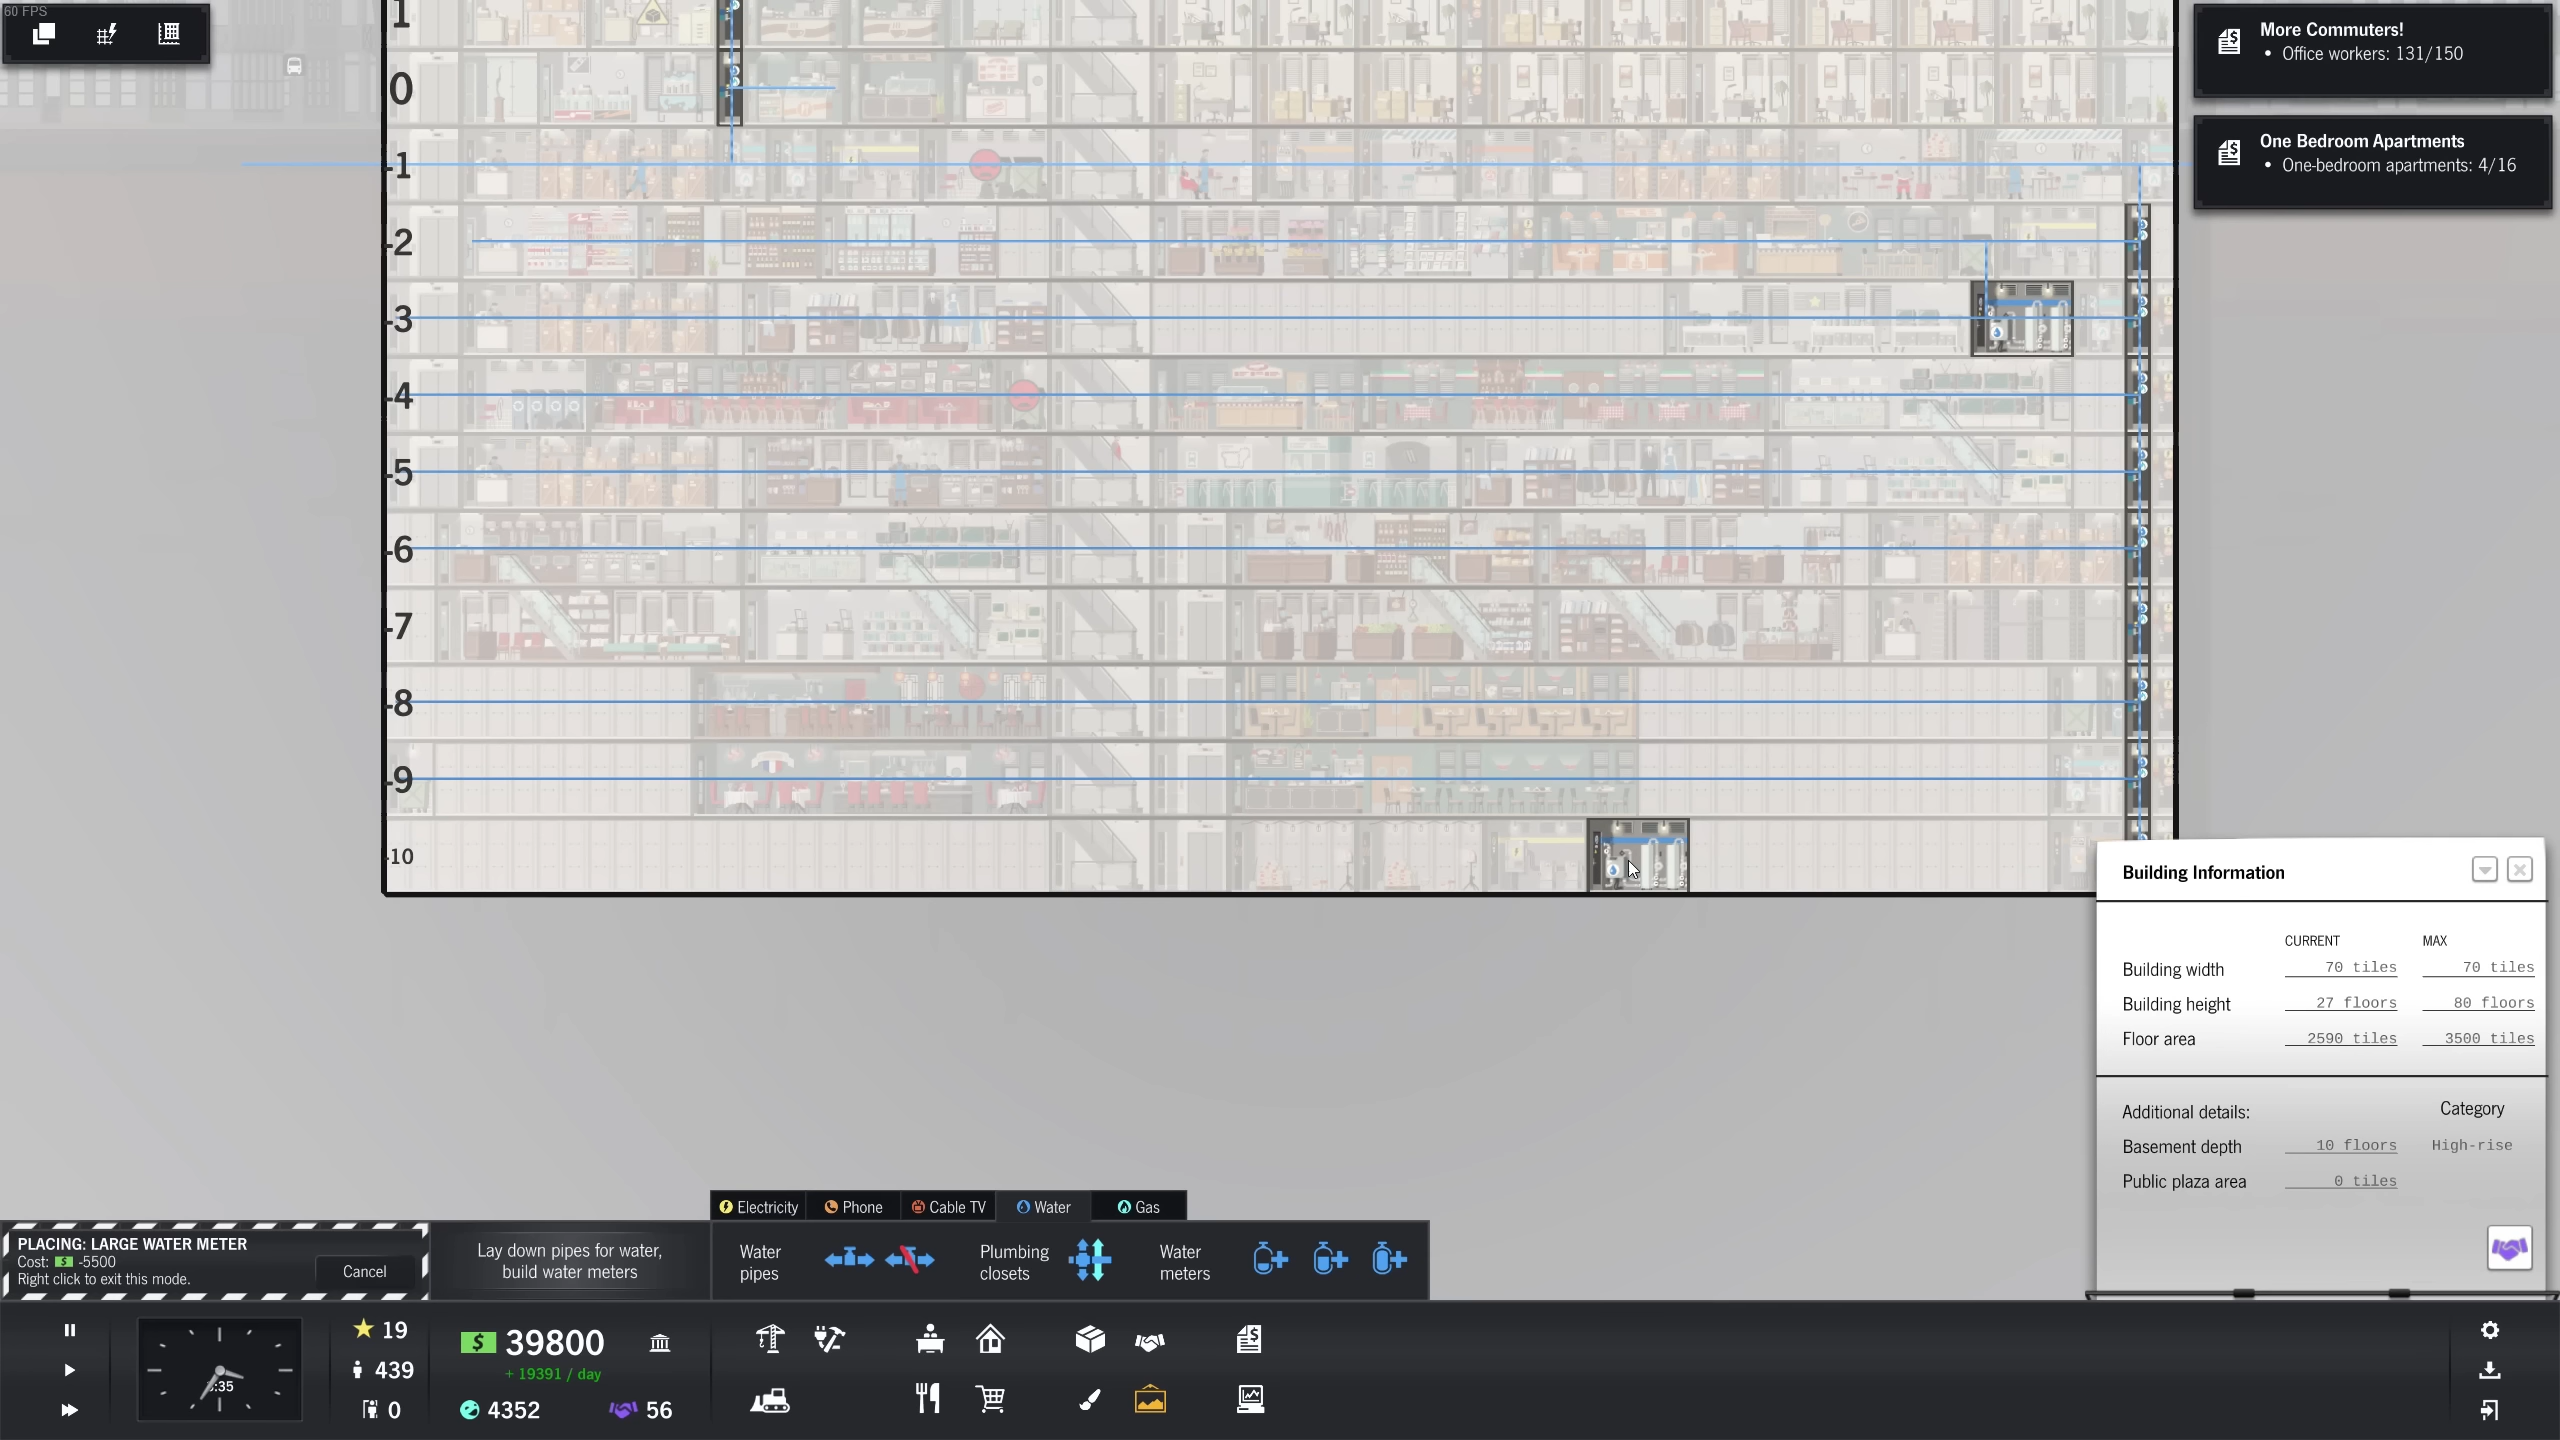 60 FPS
More Commuters!
• Office workers: 131/150
One Bedroom Apartments
• One-bedroom apartments: 4/16
1
0
-1
-2
-3
-4
-5
-6
-7
-8
-9
-10
Building Information
CURRENT MAX
Building width 70 tiles 70 tiles
Building height 27 floors 80 floors
Floor area 2590 tiles 3500 tiles
Additional details: Category
Basement depth 10 floors High-rise
Public plaza area 0 tiles
Electricity Phone Cable TV Water Gas
PLACING: LARGE WATER METER
Cost: $ -5500
Right click to exit this mode.
Cancel
Lay down pipes for water,
build water meters
Water
pipes
Plumbing
closets
Water
meters
:35
19
439
0
$ 39800
+ 19391 / day
4352 56